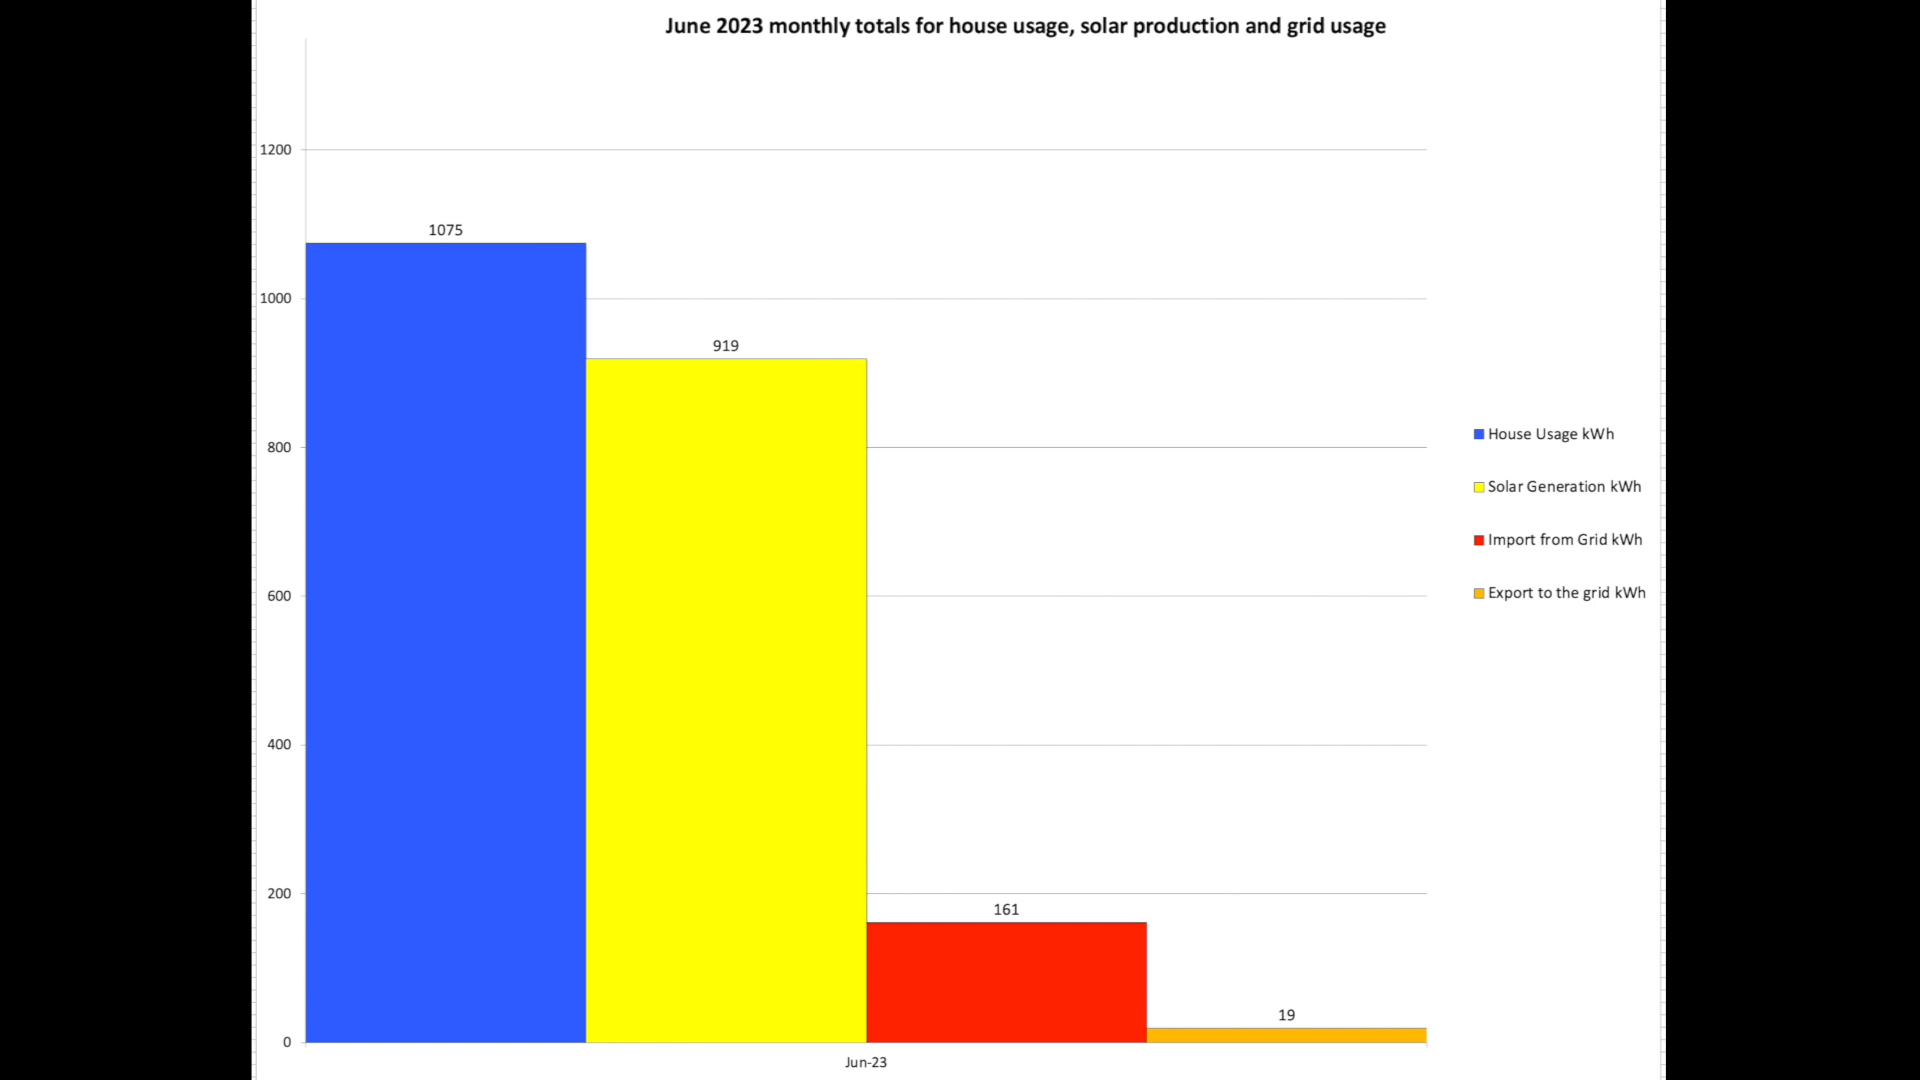 June 2023 monthly totals for house usage, solar production and grid usage
1200
1075
1000
919
800
House Usage kWh
Solar Generation kWh
Import from Grid kWh
600
Export to the grid kWh
400
200
161
19
0
Jun-23